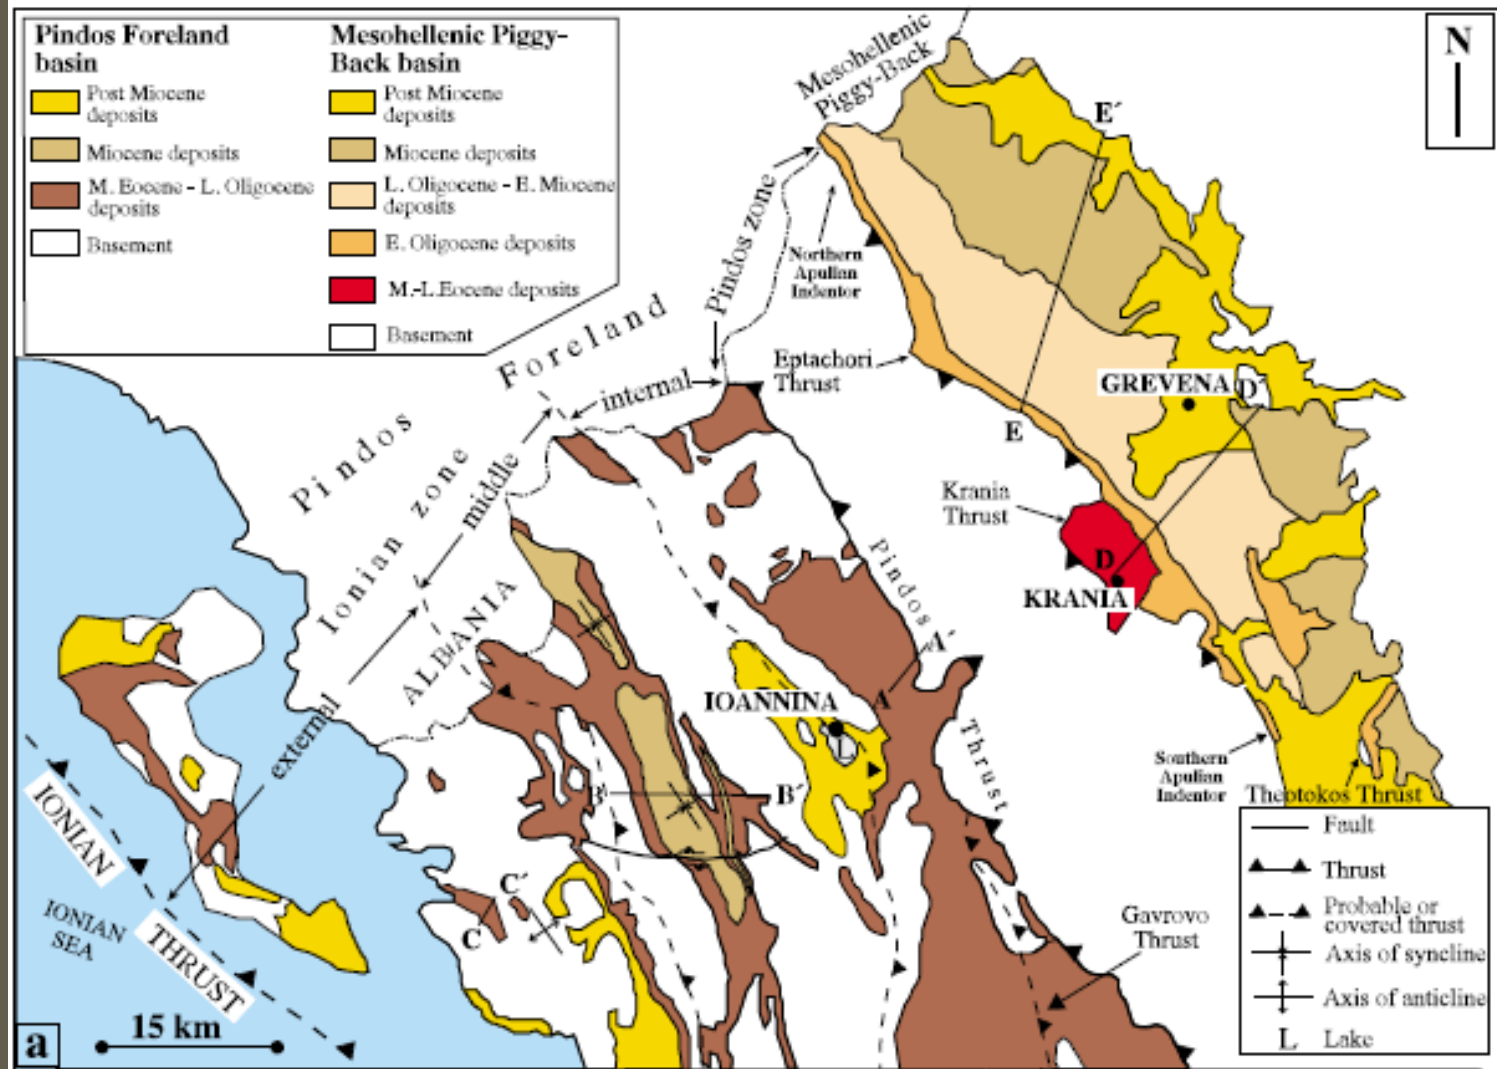 Pindos Foreland
basin
Post Miocene
deposits
Miocene deposits
M. Eocene - L. Oligocene
deposits
Basement
Mesohellenic Piggy-
Back basin
Post Miocene
deposits
Miocene deposits
L. Oligocene - E. Miocene
deposits
E. Oligocene deposits
M.-L.Eocene deposits
Basement
Mesohellenic
Piggy-Back
N
E´
Pindos zone
Northern
Apulian
Indentor
Pindos Foreland
internal
Eptachori
Thrust
GREVENA
D´
E
Ionian zone
middle
Krania
Thrust
D
KRANIA
Pindos
Thrust
ALBANIA
A´
A
IOANNINA
L
external
Southern
Apulian
Indentor
Theotokos Thrust
B
B´
IONIAN
THRUST
IONIAN
SEA
C´
C
Gavrovo
Thrust
Fault
Thrust
Probable or
covered thrust
Axis of syncline
Axis of anticline
L Lake
15 km
a